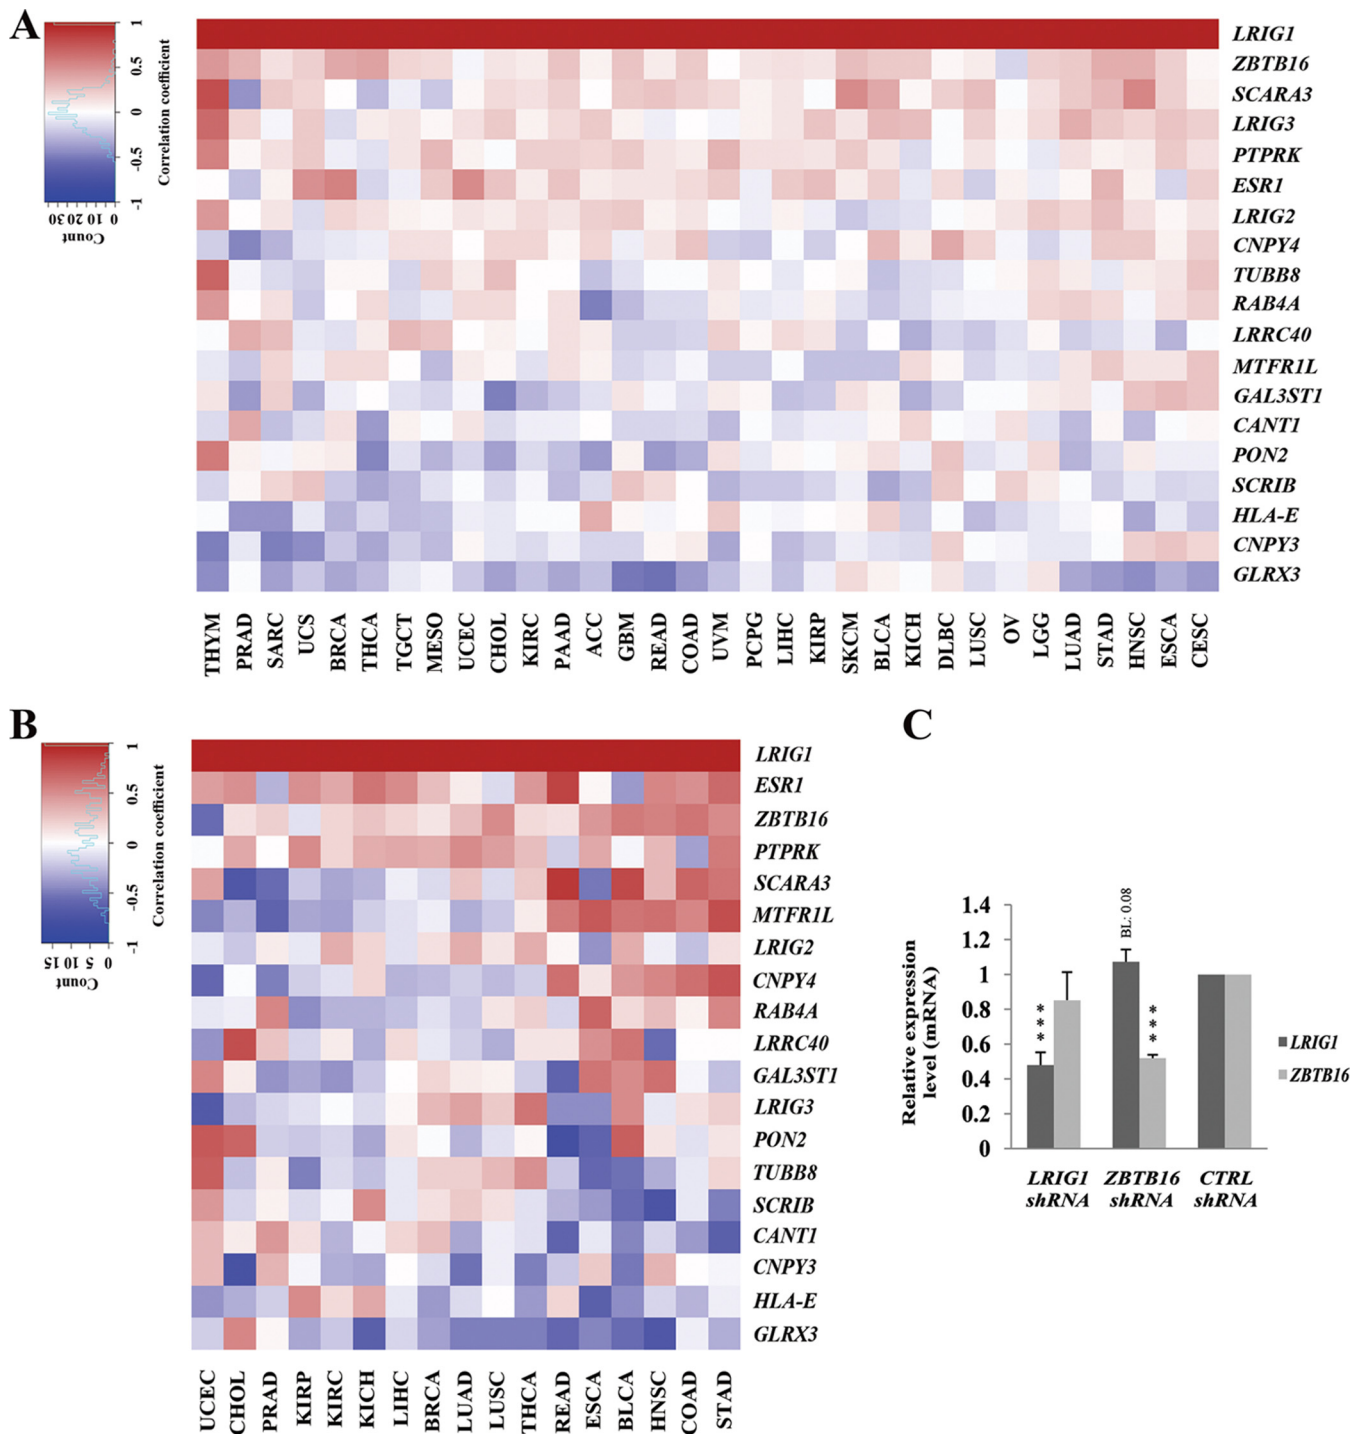 A
1
0.5
0
-0.5
-1
Correlation coefficient
30 20 10 0
Count
LRIG1
ZBTB16
SCARA3
LRIG3
PTPRK
ESR1
LRIG2
CNPY4
TUBB8
RAB4A
LRRC40
MTFR1L
GAL3ST1
CANT1
PON2
SCRIB
HLA-E
CNPY3
GLRX3
THYM PRAD SARC UCS BRCA THCA TGCT MESO UCEC CHOL KIRC PAAD ACC GBM READ COAD UVM PCPG LIHC KIRP SKCM BLCA KICH DLBC LUSC OV LGG LUAD STAD HNSC ESCA CESC
B
1
0.5
0
-0.5
-1
Correlation coefficient
15 10 5 0
Count
LRIG1
ESR1
ZBTB16
PTPRK
SCARA3
MTFR1L
LRIG2
CNPY4
RAB4A
LRRC40
GAL3ST1
LRIG3
PON2
TUBB8
SCRIB
CANT1
CNPY3
HLA-E
GLRX3
UCEC CHOL PRAD KIRP KIRC KICH LIHC BRCA LUAD LUSC THCA READ ESCA BLCA HNSC COAD STAD
C
Relative expression
level (mRNA)
1.4
1.2
1
0.8
0.6
0.4
0.2
0
***
BL: 0.08
***
LRIG1
shRNA
ZBTB16
shRNA
CTRL
shRNA
LRIG1
ZBTB16